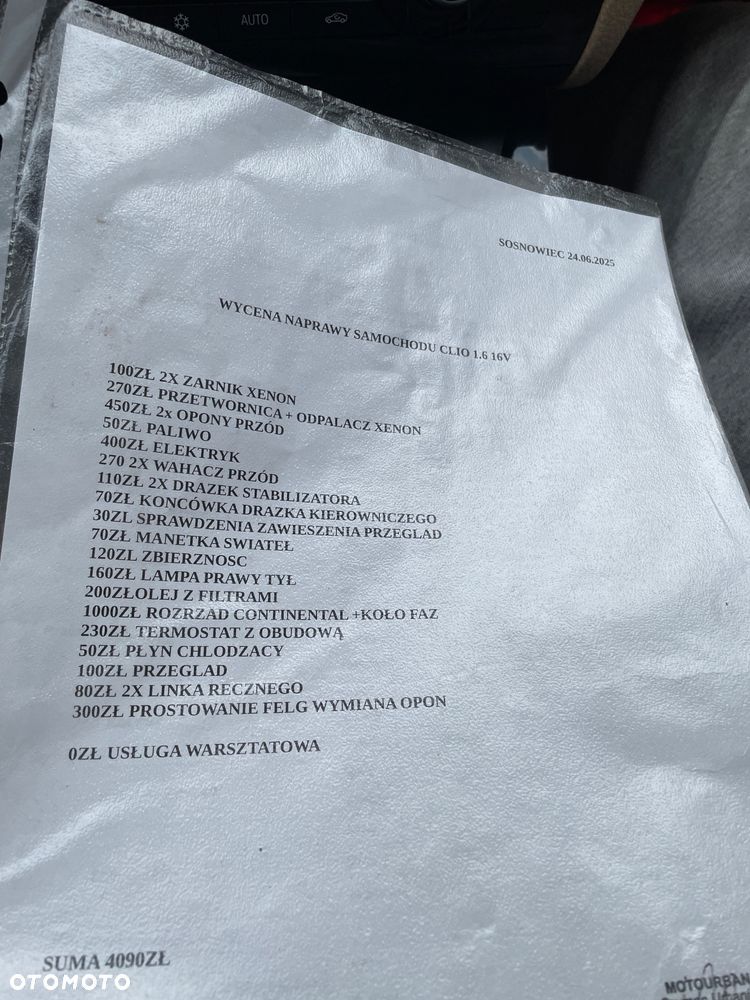 AUTO
SOSNOWIEC 24.06.2025
WYCENA NAPRAWY SAMOCHODU CLIO 1.6 16V
100ZŁ 2X ZARNIK XENON
270ZŁ PRZETWORNICA + ODPALACZ XENON
450ZŁ 2x OPONY PRZÓD
50ZŁ PALIWO
400ZŁ ELEKTRYK
270 2X WAHACZ PRZÓD
110ZŁ 2X DRAZEK STABILIZATORA
70ZŁ KONCÓWKA DRAZKA KIEROWNICZEGO
30ZL SPRAWDZENIA ZAWIESZENIA PRZEGLAD
70ZŁ MANETKA SWIATEŁ
120ZL ZBIERZNOSC
160ZŁ LAMPA PRAWY TYŁ
200ZŁOLEJ Z FILTRAMI
1000ZŁ ROZRZAD CONTINENTAL +KOŁO FAZ
230ZŁ TERMOSTAT Z OBUDOWĄ
50ZŁ PŁYN CHLODZACY
100ZŁ PRZEGLAD
80ZŁ 2X LINKA RECZNEGO
300ZŁ PROSTOWANIE FELG WYMIANA OPON
0ZŁ USŁUGA WARSZTATOWA
SUMA 4090ZŁ
MOTOURBAN
OTOMOTO